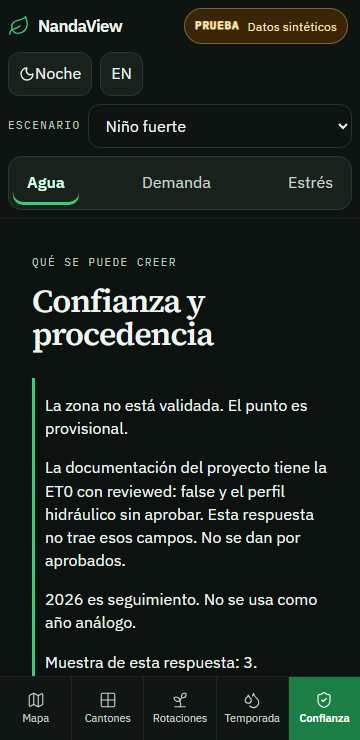 NandaView
PRUEBA Datos sintéticos
Noche
EN
ESCENARIO
Niño fuerte
Agua
Demanda
Estrés
QUÉ SE PUEDE CREER
Confianza y
procedencia
La zona no está validada. El punto es
provisional.
La documentación del proyecto tiene la
ET0 con reviewed: false y el perfil
hidráulico sin aprobar. Esta respuesta
no trae esos campos. No se dan por
aprobados.
2026 es seguimiento. No se usa como
año análogo.
Muestra de esta respuesta: 3.
Mapa
Cantones
Rotaciones
Temporada
Confianza